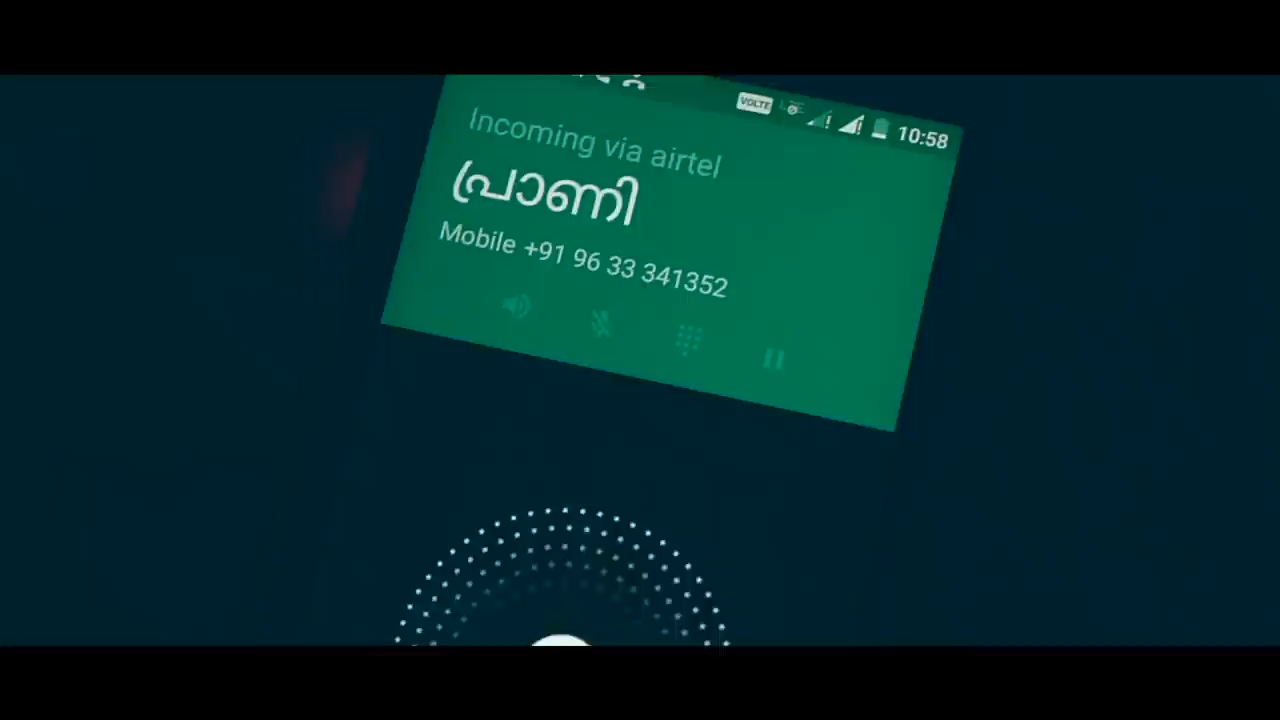 VOLTE 10:58
Incoming via airtel
പ്രാണി
Mobile +91 96 33 341352